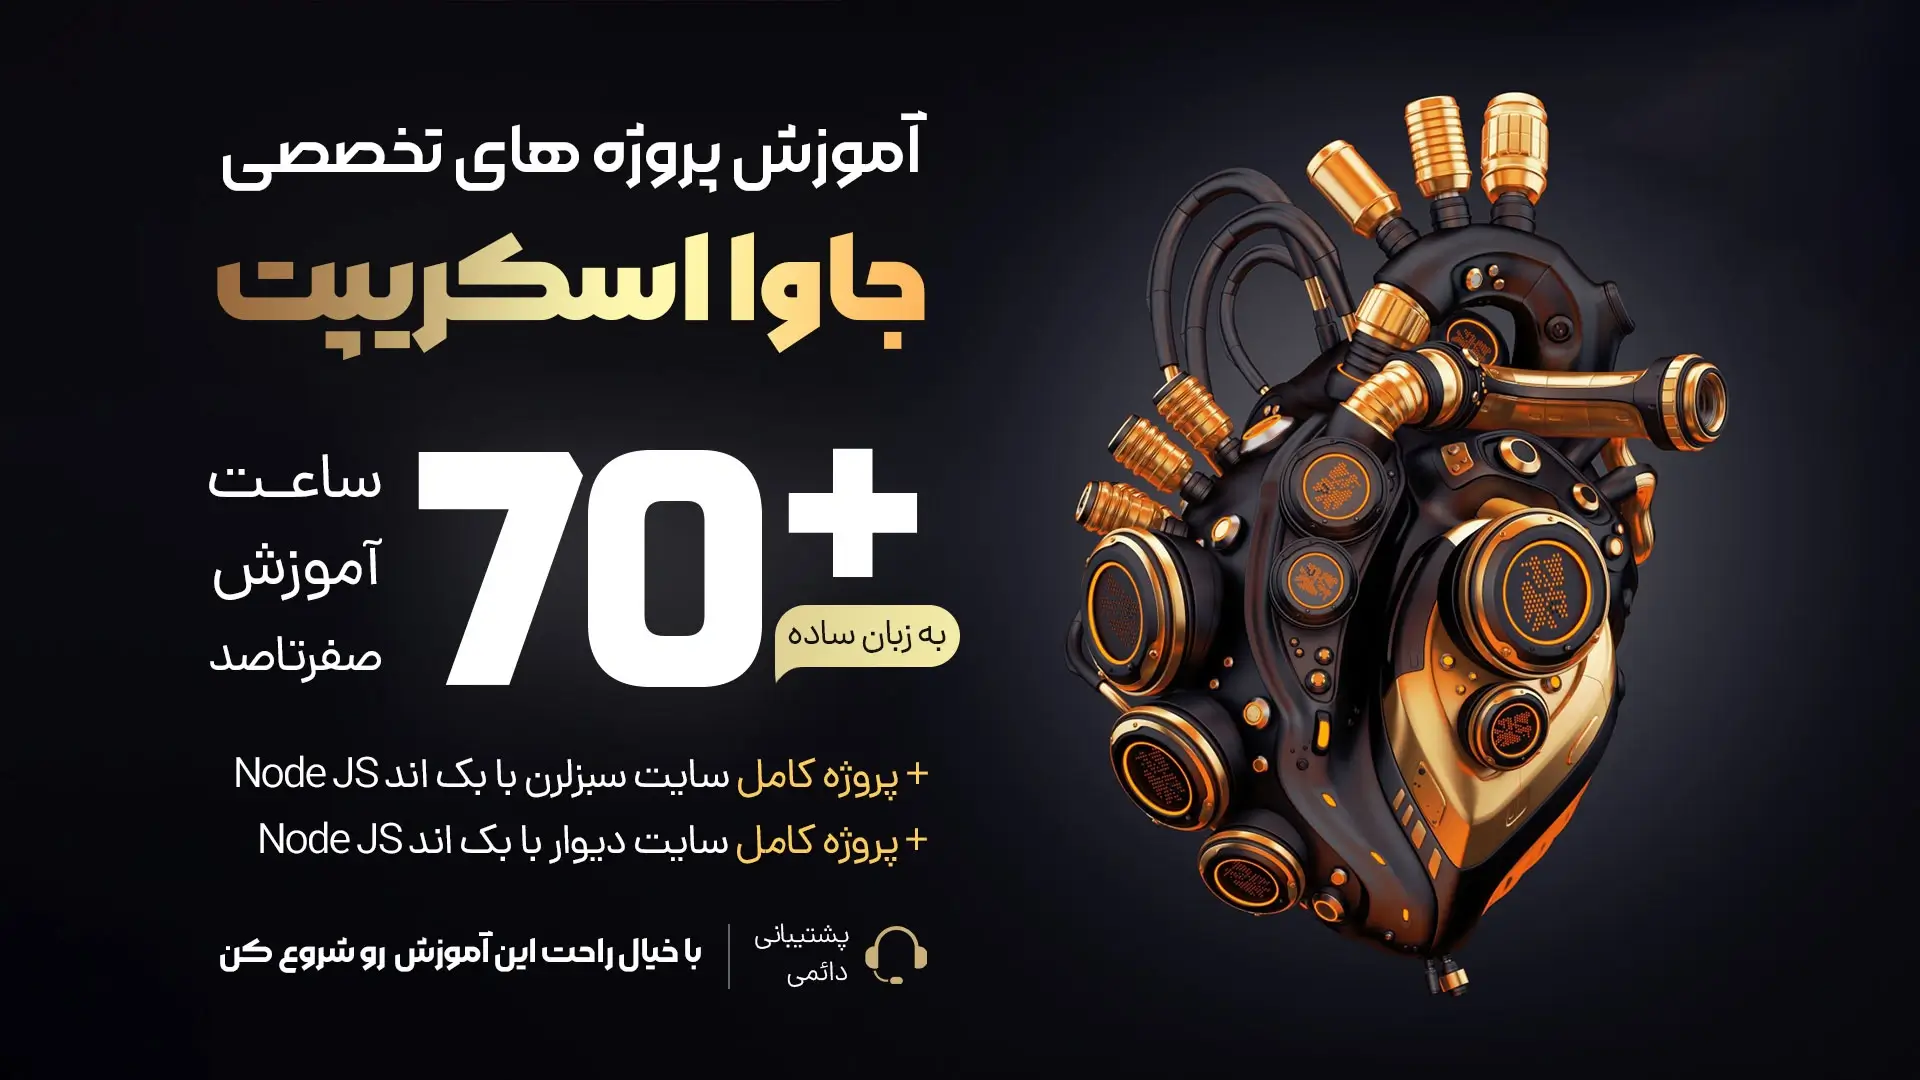 آموزش پروژه های تخصصی
جاوا اسکریپت
+70
ساعت
آموزش
صفرتاصد
به زبان ساده
+ پروژه کامل سایت سبزلرن با بک اند Node JS
+ پروژه کامل سایت دیوار با بک اند Node JS
پشتیبانی
دائمی
با خیال راحت این آموزش رو شروع کن